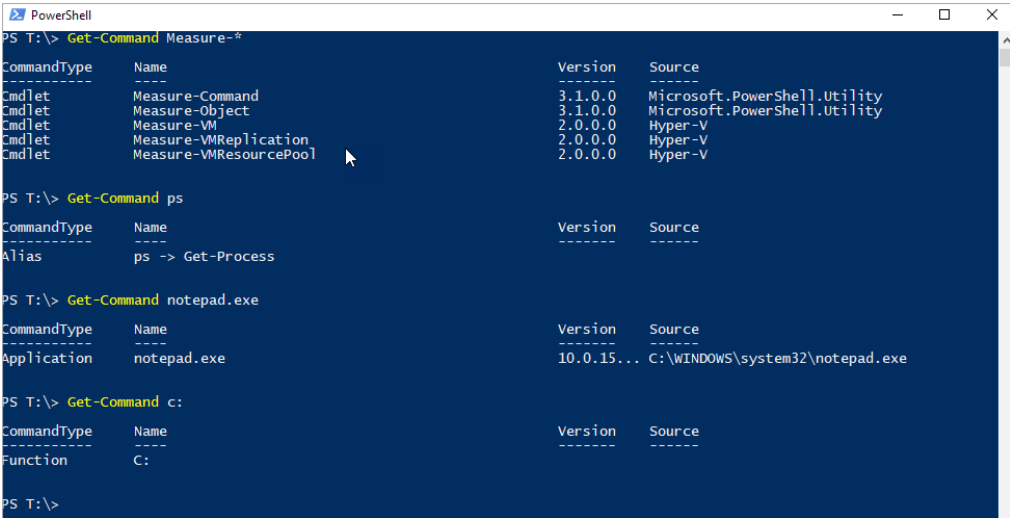 PowerShell
PS T:\> Get-Command Measure-*
CommandType Name Version Source
----------- ---- ------- ------
Cmdlet Measure-Command 3.1.0.0 Microsoft.PowerShell.Utility
Cmdlet Measure-Object 3.1.0.0 Microsoft.PowerShell.Utility
Cmdlet Measure-VM 2.0.0.0 Hyper-V
Cmdlet Measure-VMReplication 2.0.0.0 Hyper-V
Cmdlet Measure-VMResourcePool 2.0.0.0 Hyper-V
PS T:\> Get-Command ps
CommandType Name Version Source
----------- ---- ------- ------
Alias ps -> Get-Process
PS T:\> Get-Command notepad.exe
CommandType Name Version Source
----------- ---- ------- ------
Application notepad.exe 10.0.15... C:\WINDOWS\system32\notepad.exe
PS T:\> Get-Command c:
CommandType Name Version Source
----------- ---- ------- ------
Function C:
PS T:\>